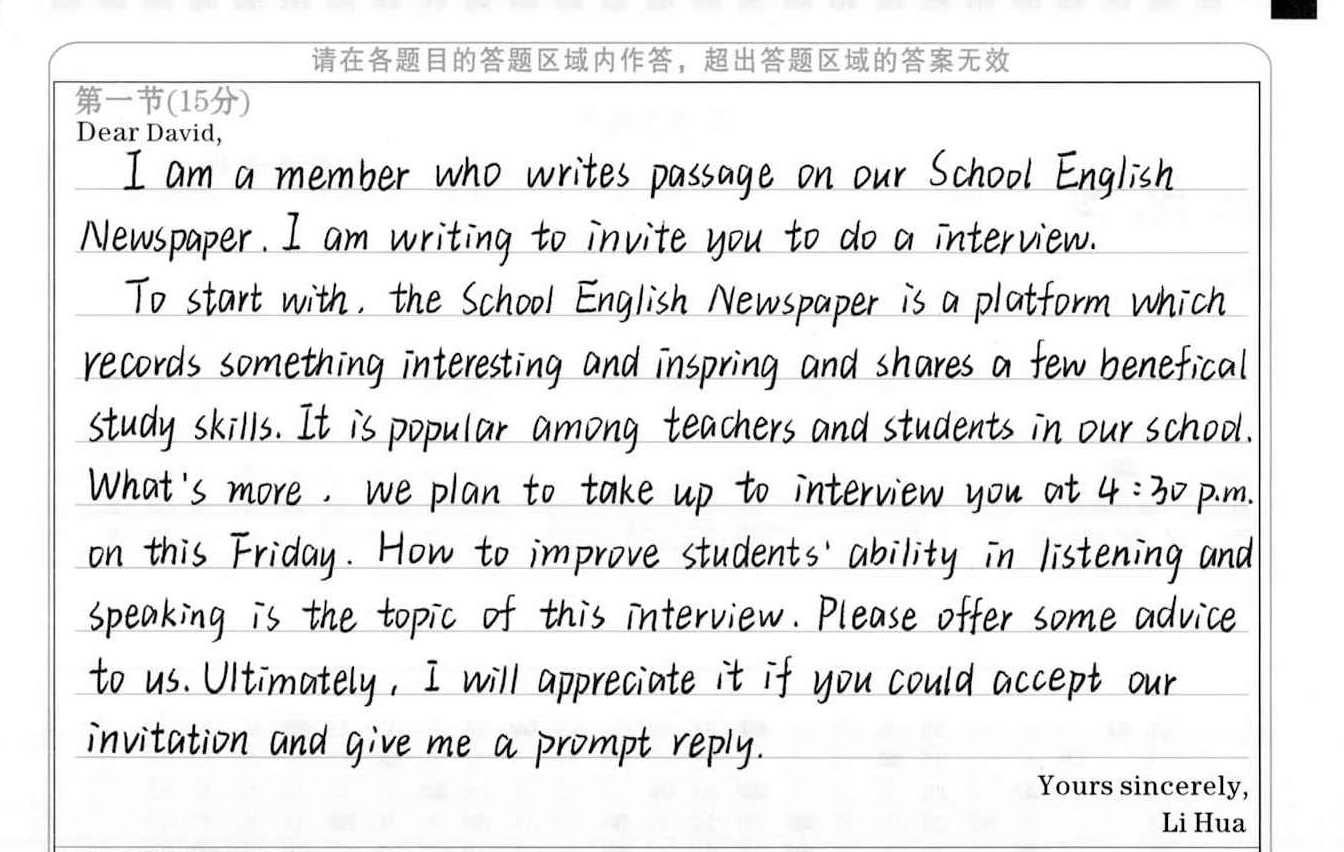 请在各题目的答题区域内作答，超出答题区域的答案无效
第一节(15分)
Dear David,
I am a member who writes passage on our School English
Newspaper. I am writing to invite you to do a interview.
To start with, the School English Newspaper is a platform which
records something interesting and inspring and shares a few benefical
study skills. It is popular among teachers and students in our school.
What's more, we plan to take up to interview you at 4:30 p.m.
on this Friday. How to improve students' ability in listening and
speaking is the topic of this interview. Please offer some advice
to us. Ultimately, I will appreciate it if you could accept our
invitation and give me a prompt reply.
Yours sincerely,
Li Hua